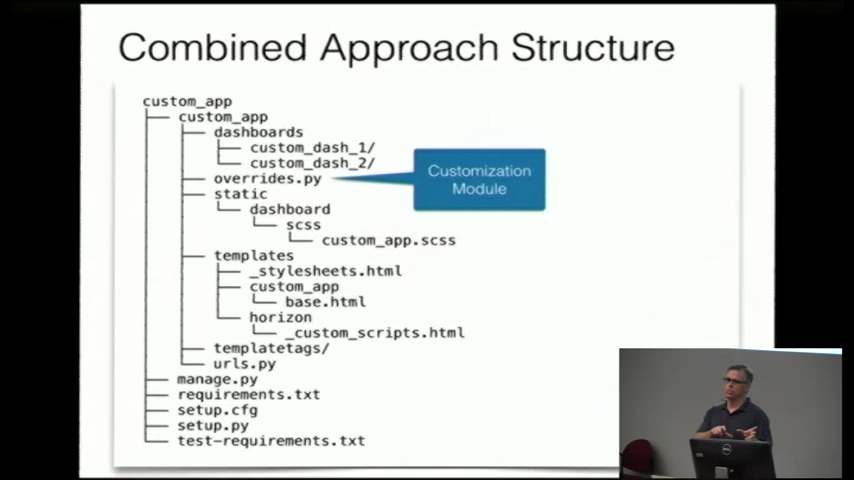 Combined Approach Structure
custom_app
custom_app
dashboards
custom_dash_1/
custom_dash_2/
overrides.py
Customization
Module
static
dashboard
scss
custom_app.scss
templates
_stylesheets.html
custom_app
base.html
horizon
_custom_scripts.html
templatetags/
urls.py
manage.py
requirements.txt
setup.cfg
setup.py
test-requirements.txt
DELL